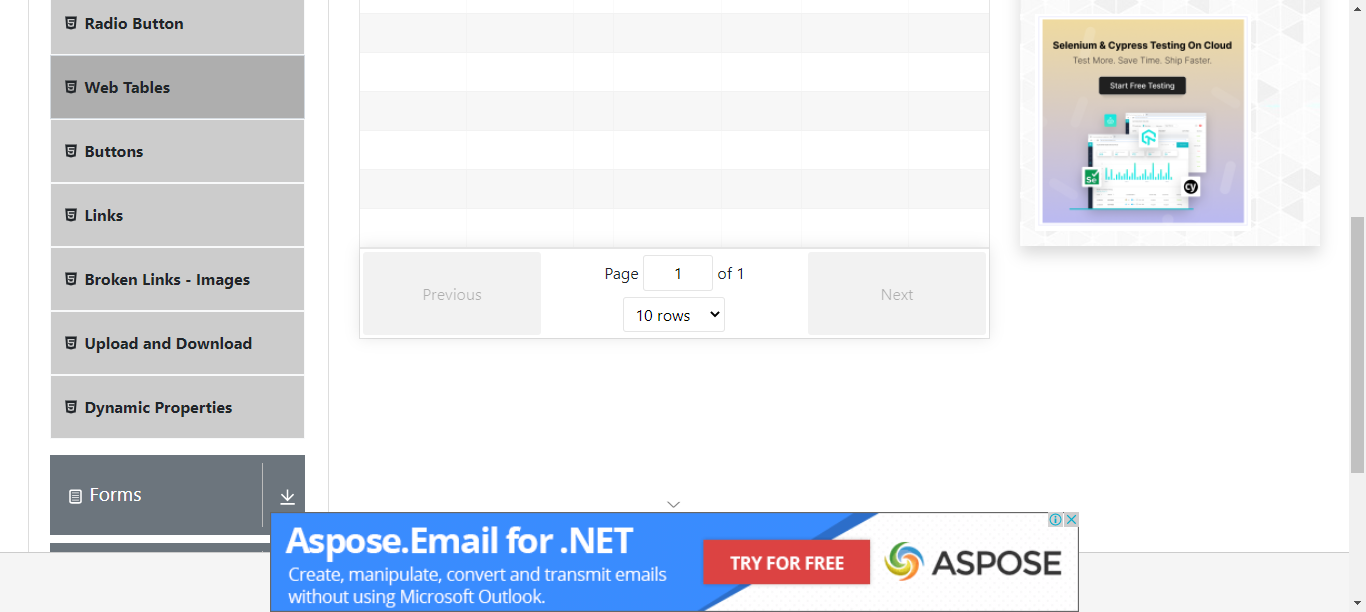 Radio Button
Web Tables
Buttons
Links
Broken Links - Images
Upload and Download
Dynamic Properties
Forms
Previous
Page 1 of 1
10 rows
Next
Selenium & Cypress Testing On Cloud
Test More. Save Time. Ship Faster.
Start Free Testing
Se
cy
Aspose.Email for .NET
Create, manipulate, convert and transmit emails
without using Microsoft Outlook.
TRY FOR FREE
ASPOSE